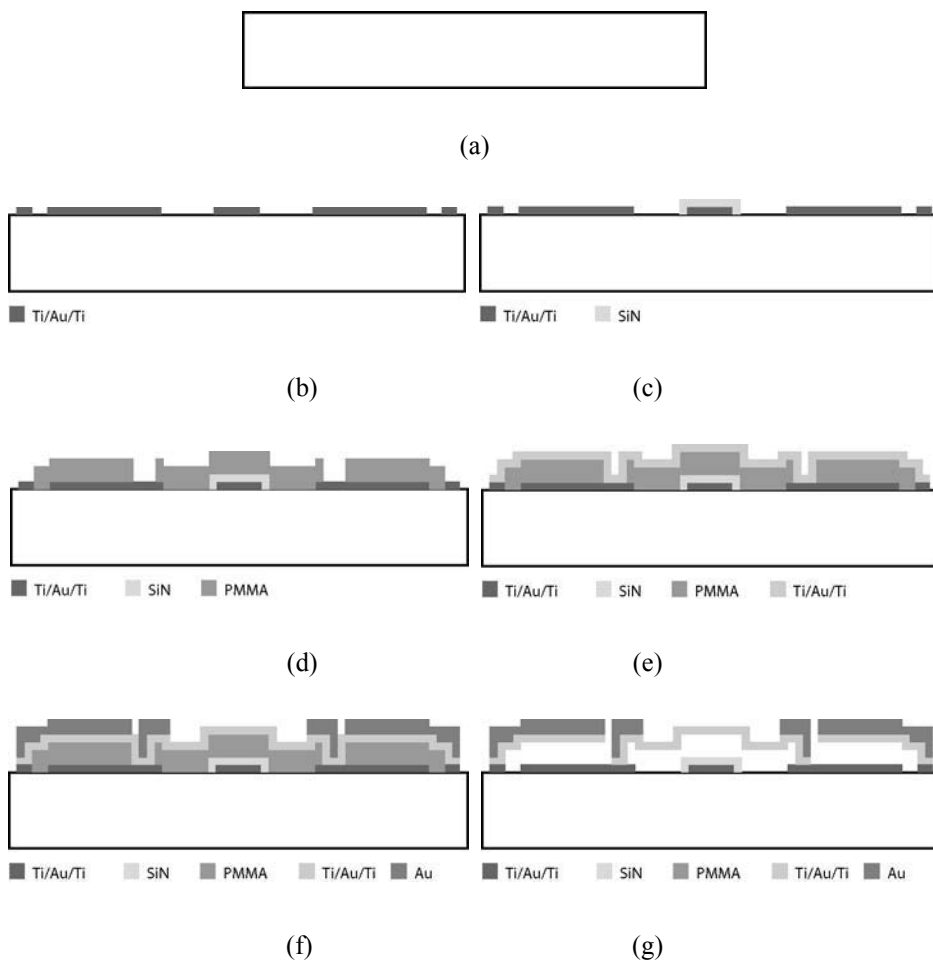 (a)
Ti/Au/Ti
Ti/Au/Ti SiN
(b) (c)
Ti/Au/Ti SiN PMMA
Ti/Au/Ti SiN PMMA Ti/Au/Ti
(d) (e)
Ti/Au/Ti SiN PMMA Ti/Au/Ti Au
Ti/Au/Ti SiN PMMA Ti/Au/Ti Au
(f) (g)